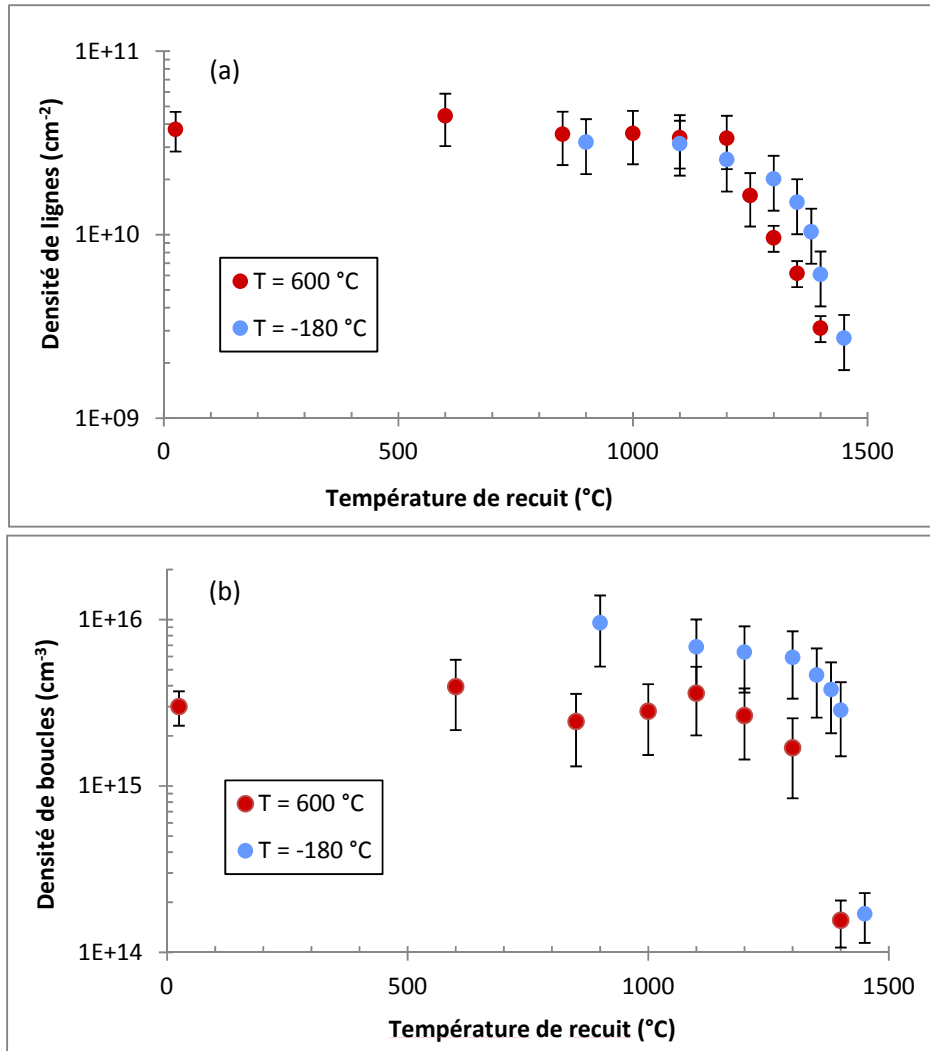 (a)
1E+11
1E+10
1E+09
Densité de lignes (cm-2)
T = 600 °C
T = -180 °C
0 500 1000 1500
Température de recuit (°C)
(b)
1E+16
1E+15
1E+14
Densité de boucles (cm-3)
T = 600 °C
T = -180 °C
0 500 1000 1500
Température de recuit (°C)